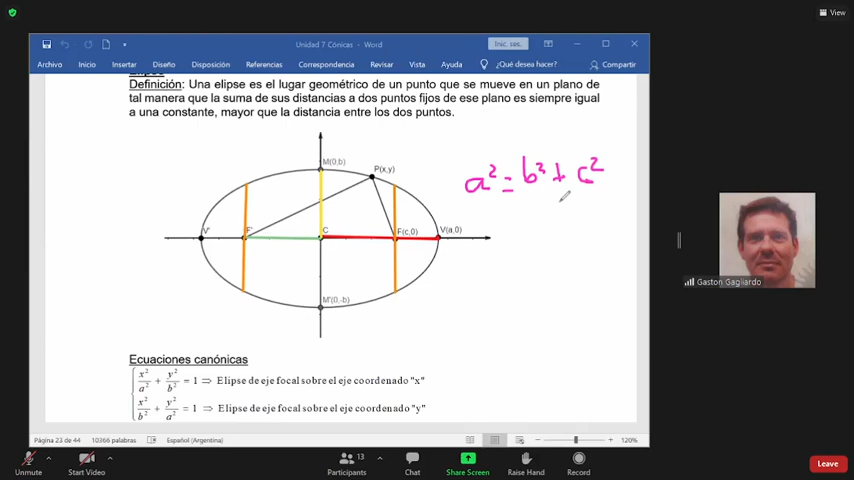 View
Unidad 7 Cónicas - Word
Inic. ses.
Archivo Inicio Insertar Diseño Disposición Referencias Correspondencia Revisar Vista Ayuda ¿Qué desea hacer? Compartir
Elipse
Definición: Una elipse es el lugar geométrico de un punto que se mueve en un plano de
tal manera que la suma de sus distancias a dos puntos fijos de ese plano es siempre igual
a una constante, mayor que la distancia entre los dos puntos.
M(0,b)
P(x,y)
a² = b² + c²
V' F' C F(c,0) V(a,0)
M'(0,-b)
Gaston Gagliardo
Ecuaciones canónicas
x²/a² + y²/b² = 1 ⇒ Elipse de eje focal sobre el eje coordenado "x"
x²/b² + y²/a² = 1 ⇒ Elipse de eje focal sobre el eje coordenado "y"
Página 23 de 44 10366 palabras Español (Argentina) 120%
Unmute Start Video Participants 13 Chat Share Screen Raise Hand Record Leave